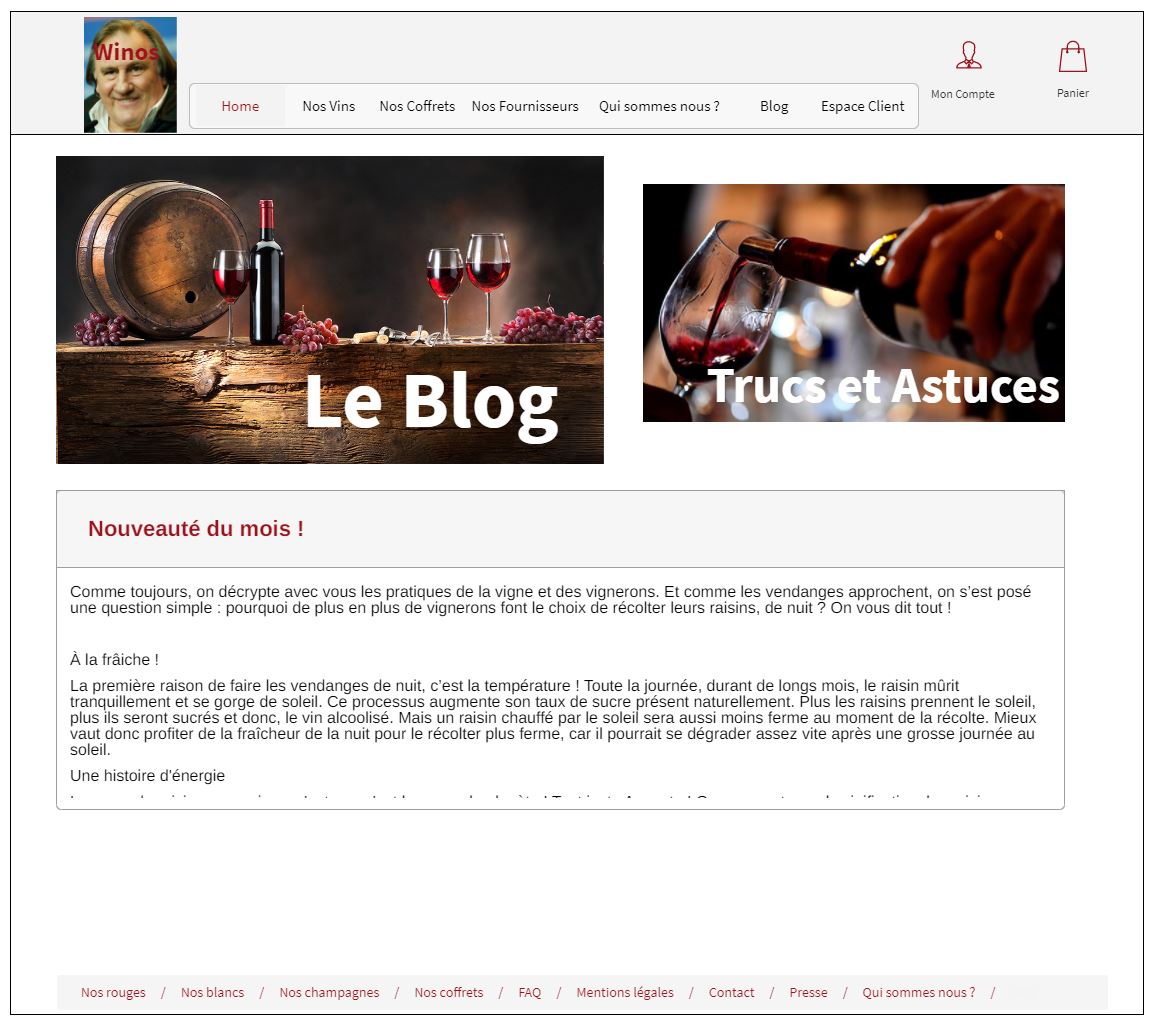 Winos
Mon Compte
Panier
Home Nos Vins Nos Coffrets Nos Fournisseurs Qui sommes nous ? Blog Espace Client
Le Blog
Trucs et Astuces
Nouveauté du mois !
Comme toujours, on décrypte avec vous les pratiques de la vigne et des vignerons. Et comme les vendanges approchent, on s’est posé
une question simple : pourquoi de plus en plus de vignerons font le choix de récolter leurs raisins, de nuit ? On vous dit tout !
À la frâiche !
La première raison de faire les vendanges de nuit, c’est la température ! Toute la journée, durant de longs mois, le raisin mûrit
tranquillement et se gorge de soleil. Ce processus augmente son taux de sucre présent naturellement. Plus les raisins prennent le soleil,
plus ils seront sucrés et donc, le vin alcoolisé. Mais un raisin chauffé par le soleil sera aussi moins ferme au moment de la récolte. Mieux
vaut donc profiter de la fraîcheur de la nuit pour le récolter plus ferme, car il pourrait se dégrader assez vite après une grosse journée au
soleil.
Une histoire d’énergie
Nos rouges / Nos blancs / Nos champagnes / Nos coffrets / FAQ / Mentions légales / Contact / Presse / Qui sommes nous ? /